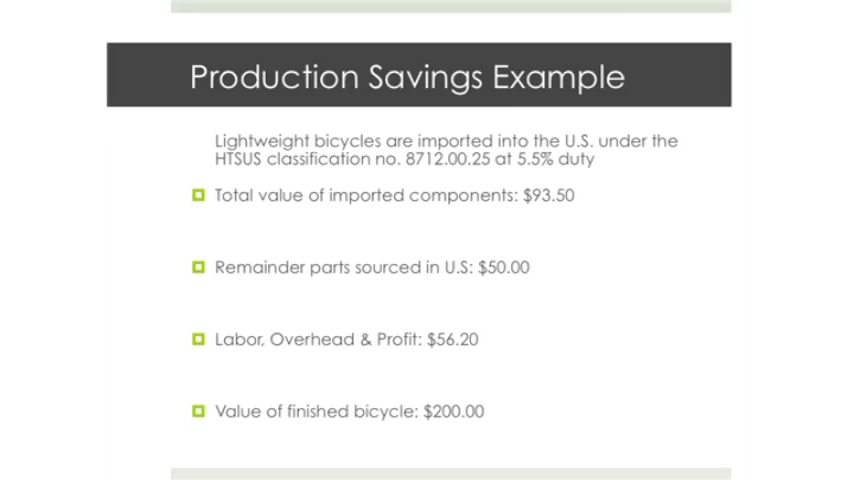 Production Savings Example
Lightweight bicycles are imported into the U.S. under the
HTSUS classification no. 8712.00.25 at 5.5% duty
Total value of imported components: $93.50
Remainder parts sourced in U.S: $50.00
Labor, Overhead & Profit: $56.20
Value of finished bicycle: $200.00